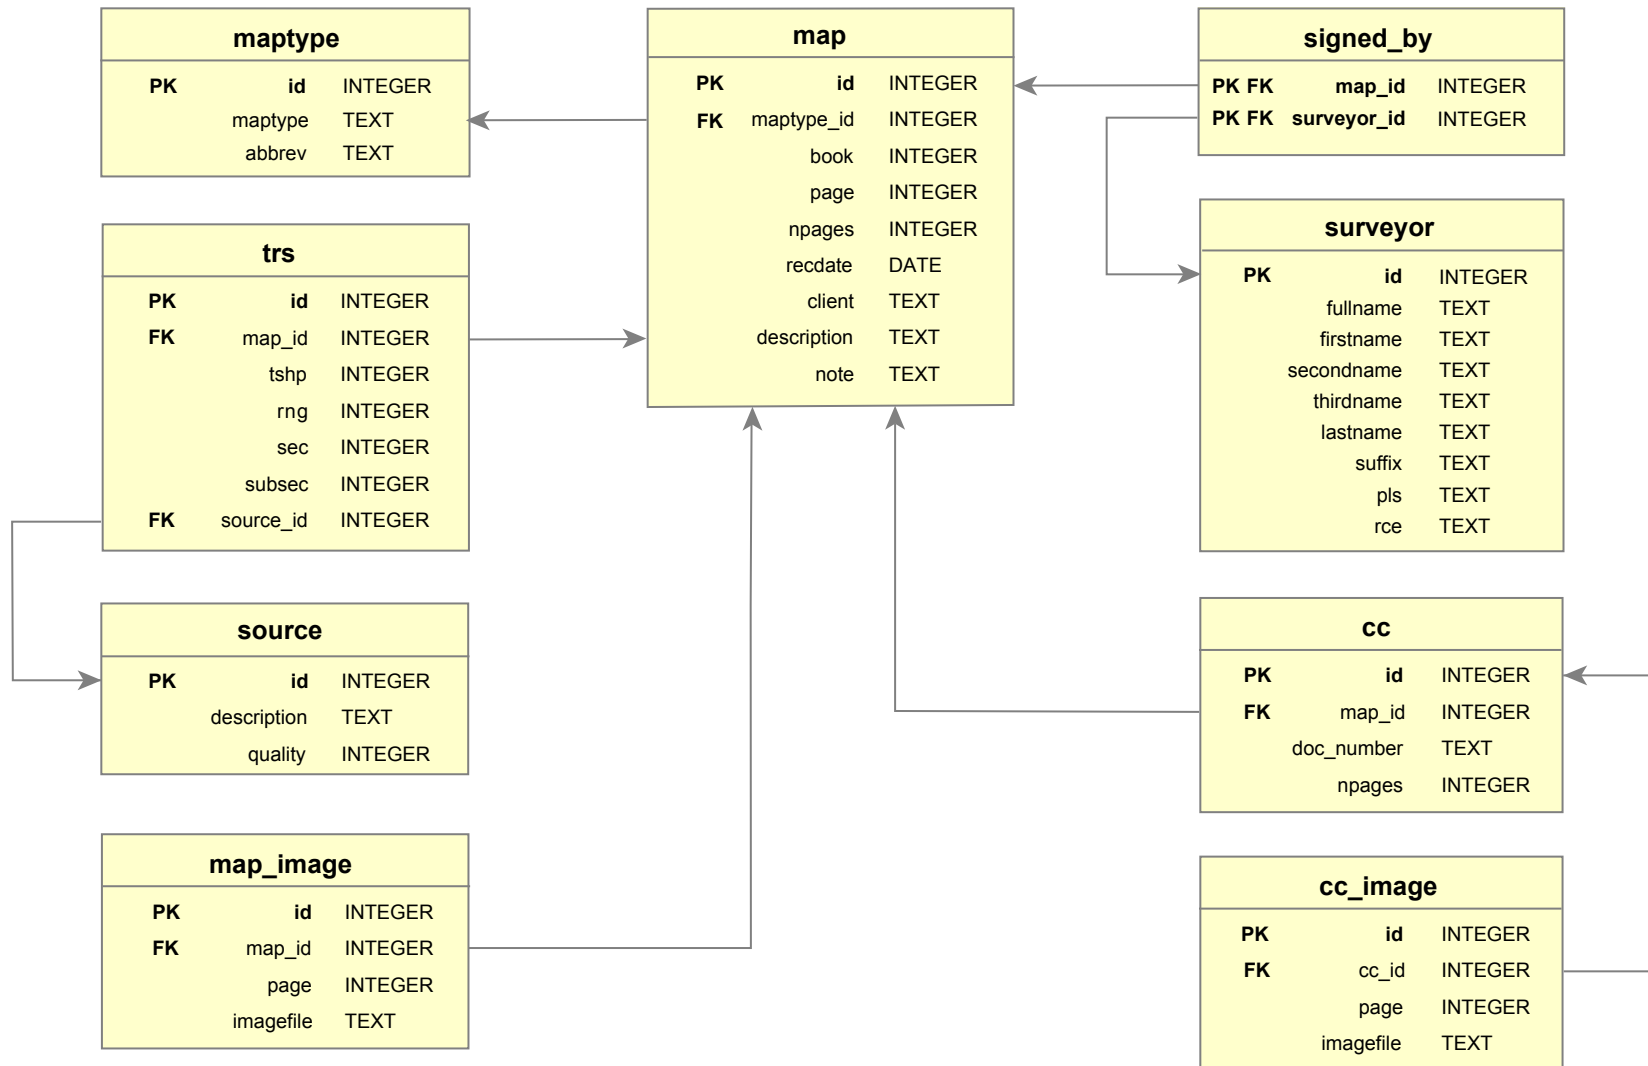 maptype
PK id INTEGER
maptype TEXT
abbrev TEXT
trs
PK id INTEGER
FK map_id INTEGER
tshp INTEGER
rng INTEGER
sec INTEGER
subsec INTEGER
FK source_id INTEGER
source
PK id INTEGER
description TEXT
quality INTEGER
map_image
PK id INTEGER
FK map_id INTEGER
page INTEGER
imagefile TEXT
map
PK id INTEGER
FK maptype_id INTEGER
book INTEGER
page INTEGER
npages INTEGER
recdate DATE
client TEXT
description TEXT
note TEXT
signed_by
PK FK map_id INTEGER
PK FK surveyor_id INTEGER
surveyor
PK id INTEGER
fullname TEXT
firstname TEXT
secondname TEXT
thirdname TEXT
lastname TEXT
suffix TEXT
pls TEXT
rce TEXT
cc
PK id INTEGER
FK map_id INTEGER
doc_number TEXT
npages INTEGER
cc_image
PK id INTEGER
FK cc_id INTEGER
page INTEGER
imagefile TEXT